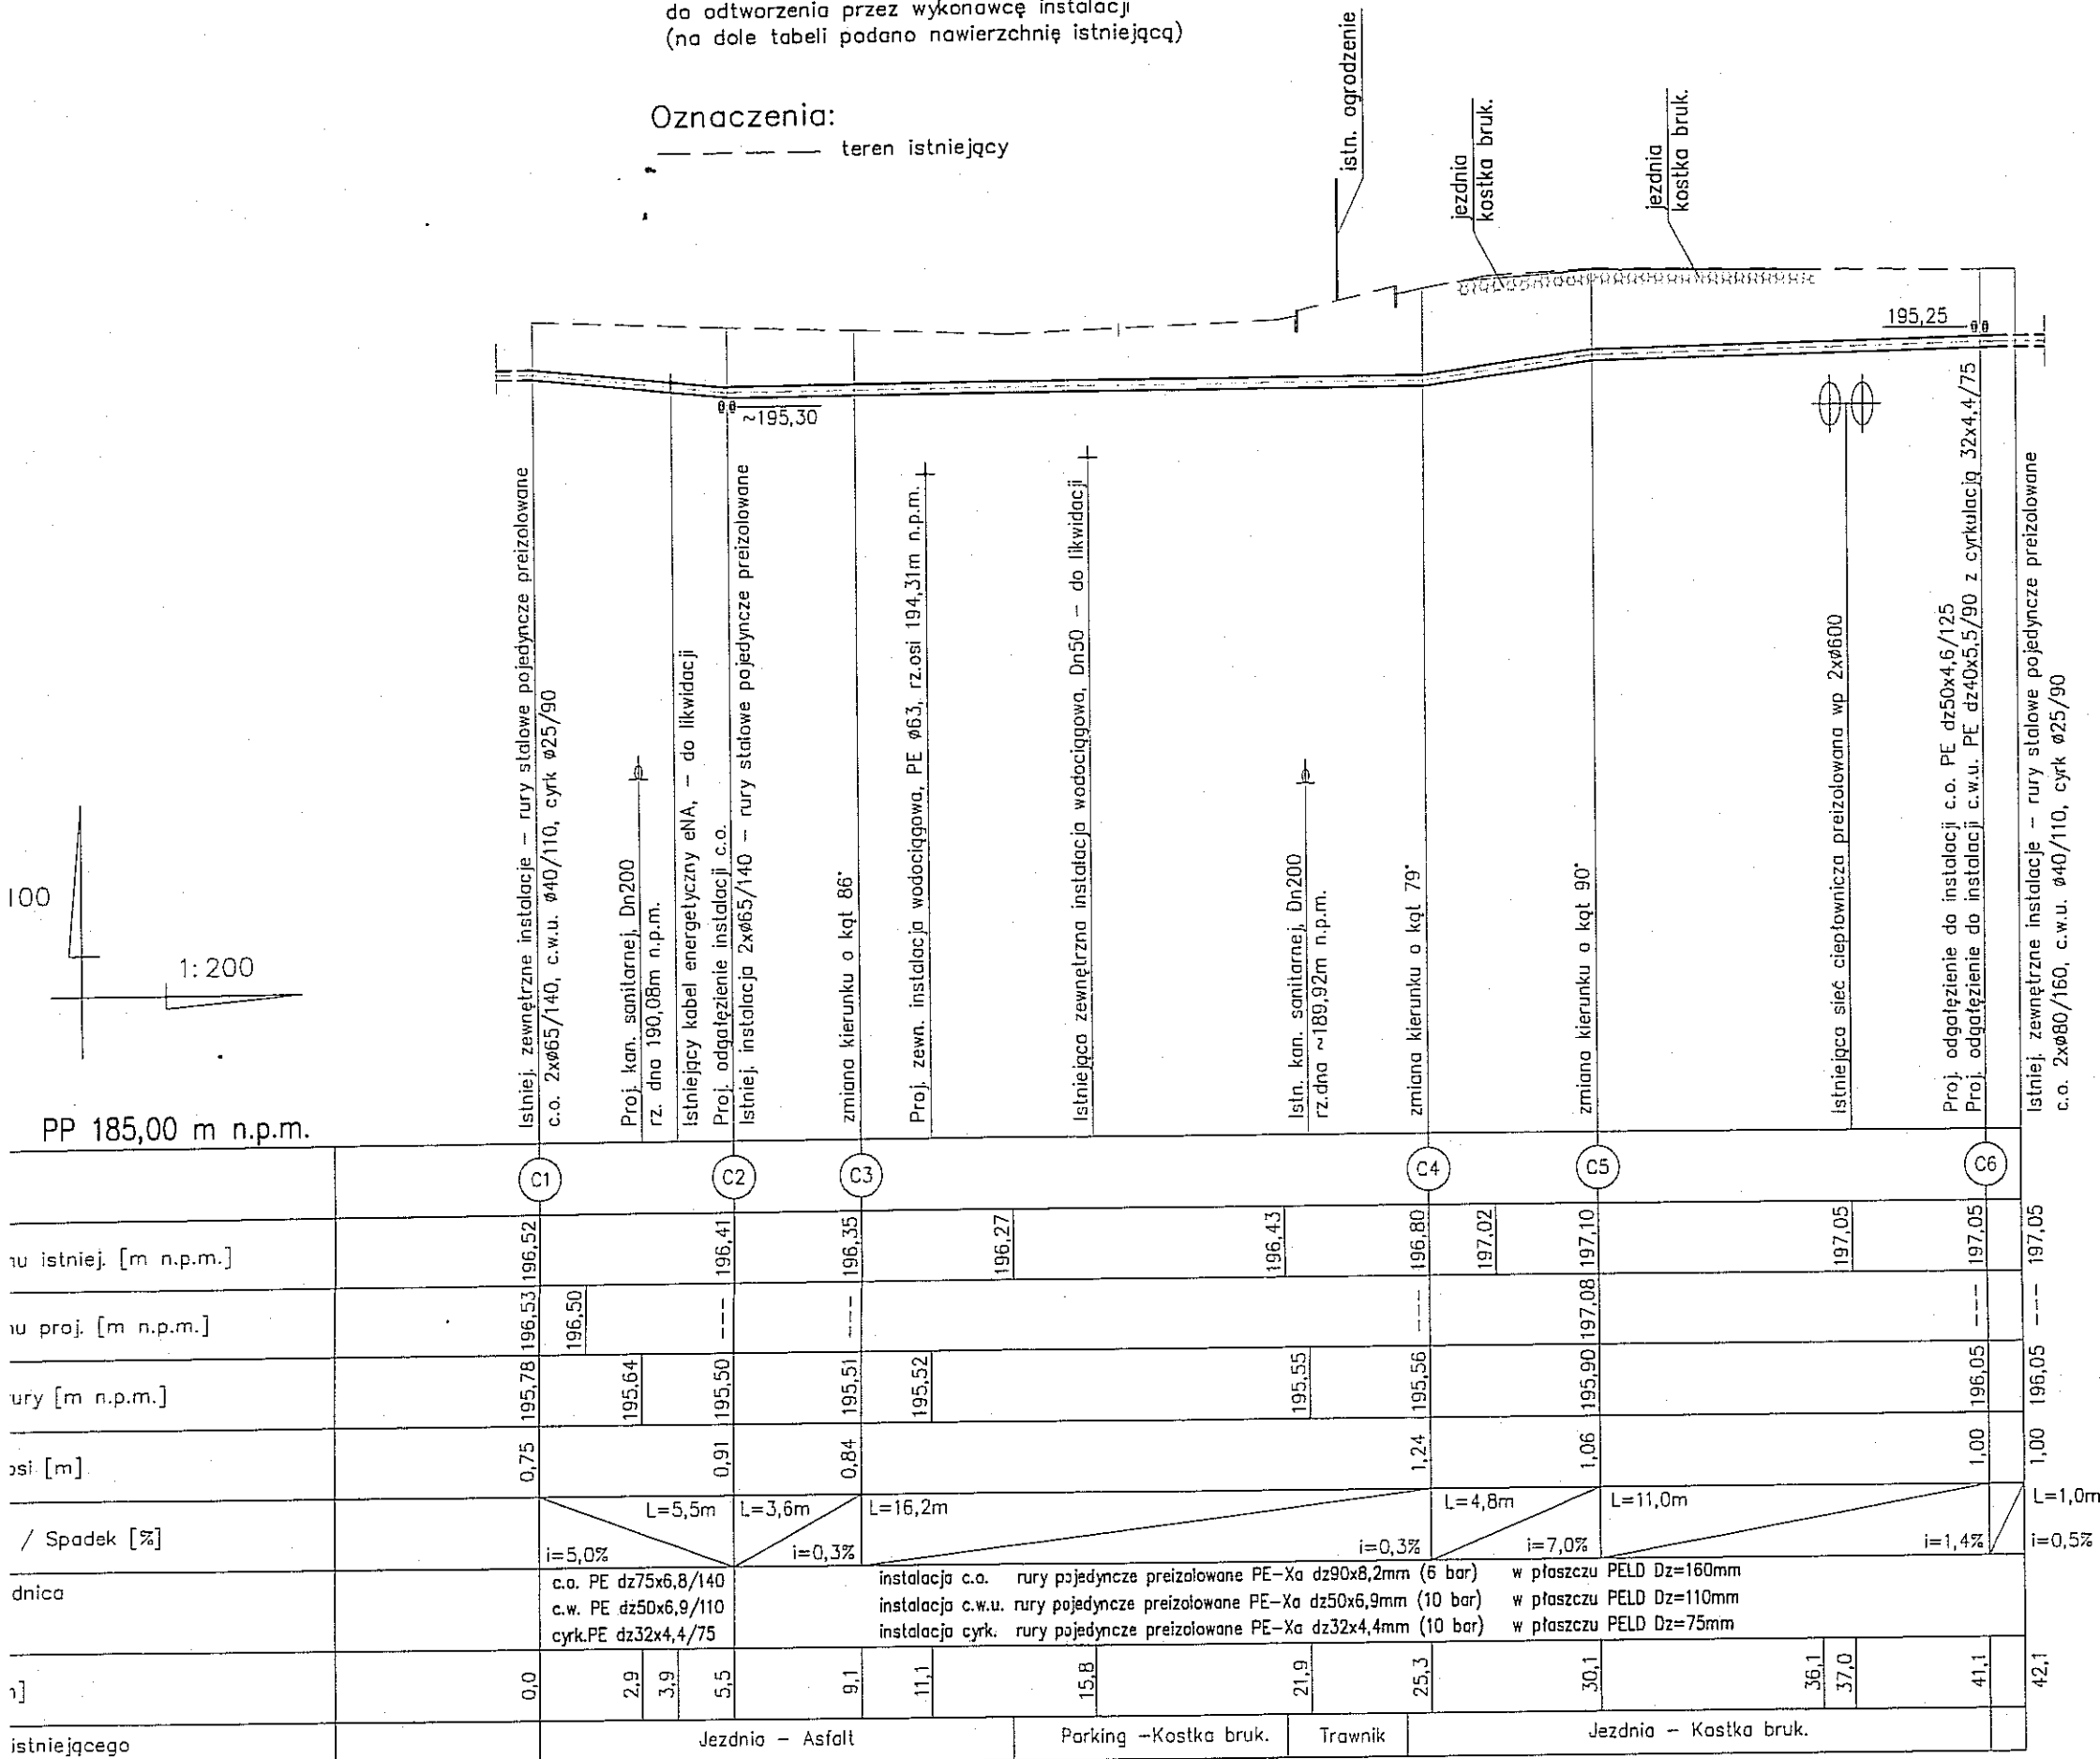 do odtworzenia przez wykonawcę instalacji
(na dole tabeli podano nawierzchnię istniejącą)
Oznaczenia:
teren istniejący
istn. ogrodzenie
jezdnia
kostka bruk.
jezdnia
kostka bruk.
195,25
~195,30
Istniej. zewnętrzne instalacje – rury stalowe pojedyncze preizolowane
c.o. 2xø65/140, c.w.u. ø40/110, cyrk ø25/90
Proj. kan. sanitarnej, Dn200
rz. dna 190,08m n.p.m.
Istniejący kabel energetyczny eNA, – do likwidacji
Proj. odgałęzienie instalacji c.o.
Istniej. instalacja 2xø65/140 – rury stalowe pojedyncze preizolowane
zmiana kierunku o kąt 86°
Proj. zewn. instalacja wodociągowa, PE ø63, rz.osi 194,31m n.p.m.
Istniejąca zewnętrzna instalacja wodociągowa, Dn50 – do likwidacji
Istn. kan. sanitarnej, Dn200
rz.dna ~189,92m n.p.m.
zmiana kierunku o kąt 79°
zmiana kierunku o kąt 90°
Istniejąca sieć ciepłownicza preizolowana wp 2xø600
Proj. odgałęzienie do instalacji c.o. PE dz50x4,6/125
Proj. odgałęzienie do instalacji c.w.u. PE dz40x5,5/90 z cyrkulacją 32x4,4/75
Istniej. zewnętrzne instalacje – rury stalowe pojedyncze preizolowane
c.o. 2xø80/160, c.w.u. ø40/110, cyrk ø25/90
100
1:200
PP 185,00 m n.p.m.
C1 C2 C3 C4 C5 C6
nu istniej. [m n.p.m.] 196,52 196,41 196,35 196,27 196,43 196,80 197,02 197,10 197,05 197,05 197,05
nu proj. [m n.p.m.] 196,53 196,50 --- --- --- 197,08 --- ---
rury [m n.p.m.] 195,78 195,64 195,50 195,51 195,52 195,55 195,56 195,90 196,05 196,05
osi [m] 0,75 0,91 0,84 1,24 1,06 1,00 1,00
L=5,5m L=3,6m L=16,2m L=4,8m L=11,0m L=1,0m
/ Spadek [%] i=5,0% i=0,3% i=0,3% i=7,0% i=1,4% i=0,5%
dnica
c.o. PE dz75x6,8/140
c.w. PE dz50x6,9/110
cyrk.PE dz32x4,4/75
instalacja c.o. rury pojedyncze preizolowane PE-Xa dz90x8,2mm (6 bar) w płaszczu PELD Dz=160mm
instalacja c.w.u. rury pojedyncze preizolowane PE-Xa dz50x6,9mm (10 bar) w płaszczu PELD Dz=110mm
instalacja cyrk. rury pojedyncze preizolowane PE-Xa dz32x4,4mm (10 bar) w płaszczu PELD Dz=75mm
] 0,0 2,9 3,9 5,5 9,1 11,1 15,8 21,9 25,3 30,1 36,1 37,0 41,1 42,1
istniejącego Jezdnia – Asfalt Parking –Kostka bruk. Trawnik Jezdnia – Kostka bruk.